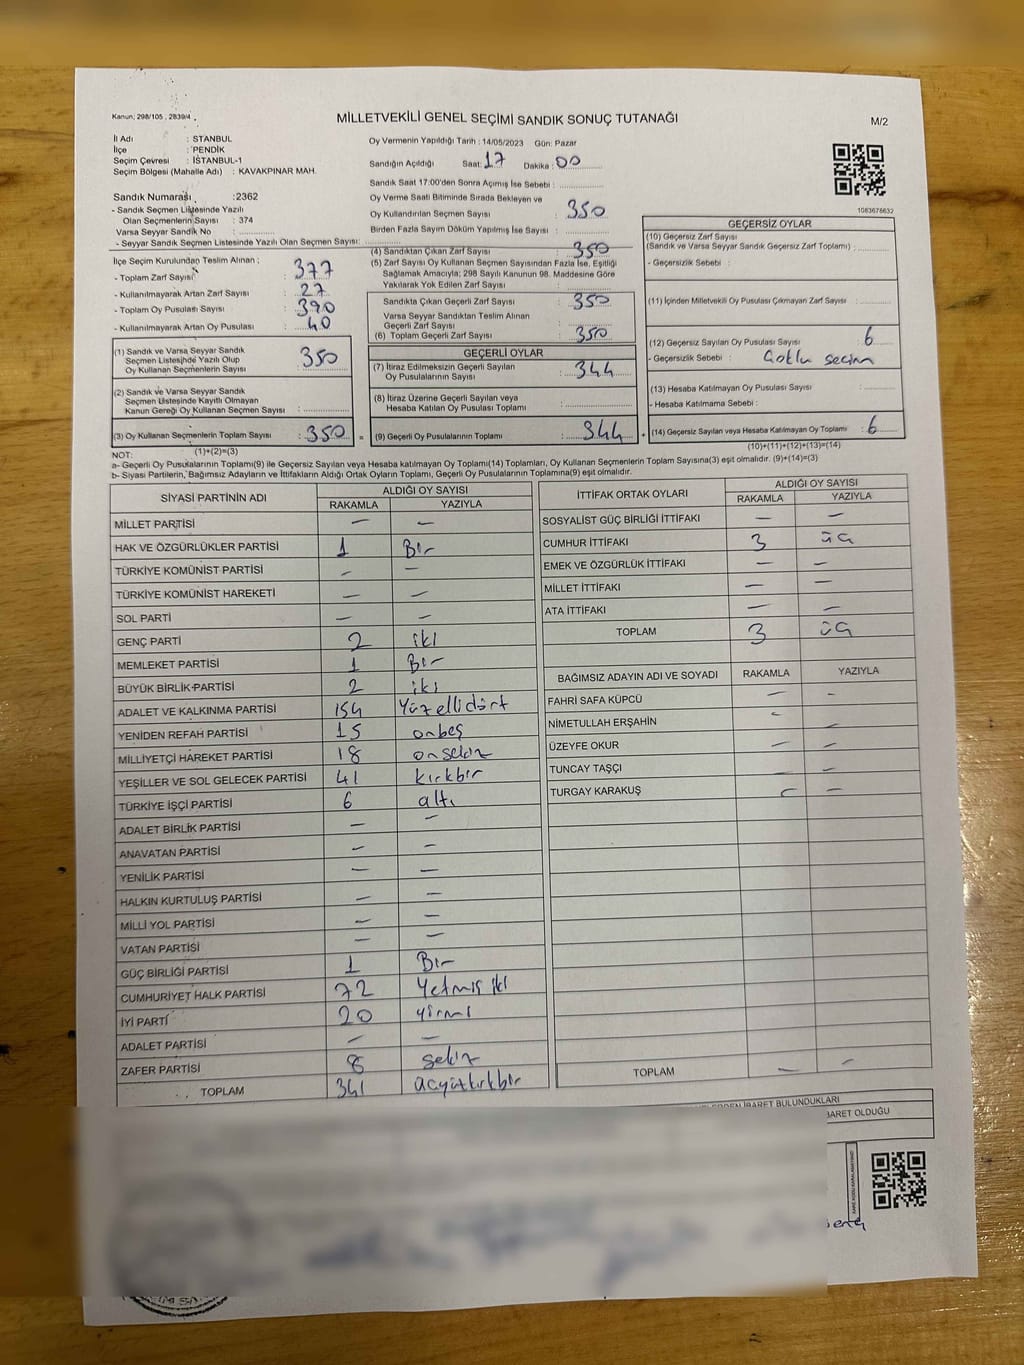 Kanun; 298/105 , 2839/4
MİLLETVEKİLİ GENEL SEÇİMİ SANDIK SONUÇ TUTANAĞI
M/2
İl Adı : STANBUL
İlçe : PENDİK
Seçim Çevresi : İSTANBUL-1
Seçim Bölgesi (Mahalle Adı) : KAVAKPINAR MAH.
Oy Vermenin Yapıldığı Tarih : 14/05/2023 Gün: Pazar
Sandığın Açıldığı Saat: 17 Dakika : 00
Sandık Saat 17:00'den Sonra Açılmış İse Sebebi :
Sandık Numarası : 2362
- Sandık Seçmen Listesinde Yazılı
Olan Seçmenlerin Sayısı : 374
Varsa Seyyar Sandık No :
- Seyyar Sandık Seçmen Listesinde Yazılı Olan Seçmen Sayısı:
Oy Verme Saati Bitiminde Sırada Bekleyen ve
Oy Kullandırılan Seçmen Sayısı : 350
Birden Fazla Sayım Döküm Yapılmış İse Sayısı :
1083678632
İlçe Seçim Kurulundan Teslim Alınan ;
- Toplam Zarf Sayısı : 377
- Kullanılmayarak Artan Zarf Sayısı : 27
- Toplam Oy Pusulası Sayısı : 390
- Kullanılmayarak Artan Oy Pusulası : 40
(4) Sandıktan Çıkan Zarf Sayısı : 350
(5) Zarf Sayısı Oy Kullanan Seçmen Sayısından Fazla İse, Eşitliği
Sağlamak Amacıyla; 298 Sayılı Kanunun 98. Maddesine Göre
Yakılarak Yok Edilen Zarf Sayısı :
Sandıkta Çıkan Geçerli Zarf Sayısı : 350
Varsa Seyyar Sandıktan Teslim Alınan
Geçerli Zarf Sayısı :
(6) Toplam Geçerli Zarf Sayısı : 350
GEÇERSİZ OYLAR
(10) Geçersiz Zarf Sayısı
(Sandık ve Varsa Seyyar Sandık Geçersiz Zarf Toplamı) :
- Geçersizlik Sebebi :
(11) İçinden Milletvekili Oy Pusulası Çıkmayan Zarf Sayısı :
(12) Geçersiz Sayılan Oy Pusulası Sayısı : 6
- Geçersizlik Sebebi : Çoklu seçim
(13) Hesaba Katılmayan Oy Pusulası Sayısı :
- Hesaba Katılmama Sebebi :
(14) Geçersiz Sayılan veya Hesaba Katılmayan Oy Toplamı : 6
(10)+(11)+(12)+(13)=(14)
(1) Sandık ve Varsa Seyyar Sandık
Seçmen Listesinde Yazılı Olup
Oy Kullanan Seçmenlerin Sayısı : 350
(2) Sandık ve Varsa Seyyar Sandık
Seçmen Listesinde Kayıtlı Olmayan
Kanun Gereği Oy Kullanan Seçmen Sayısı :
(3) Oy Kullanan Seçmenlerin Toplam Sayısı : 350
(1)+(2)=(3)
GEÇERLİ OYLAR
(7) İtiraz Edilmeksizin Geçerli Sayılan
Oy Pusulalarının Sayısı : 344
(8) İtiraz Üzerine Geçerli Sayılan veya
Hesaba Katılan Oy Pusulası Toplamı :
(9) Geçerli Oy Pusulalarının Toplamı : 344
NOT:
a- Geçerli Oy Pusulalarının Toplamı(9) ile Geçersiz Sayılan veya Hesaba katılmayan Oy Toplamı(14) Toplamları, Oy Kullanan Seçmenlerin Toplam Sayısına(3) eşit olmalıdır. (9)+(14)=(3)
b- Siyasi Partilerin, Bağımsız Adayların ve İttifakların Aldığı Ortak Oyların Toplamı, Geçerli Oy Pusulalarının Toplamına(9) eşit olmalıdır.
SİYASİ PARTİNİN ADI ALDIĞI OY SAYISI
RAKAMLA YAZIYLA
MİLLET PARTİSİ — —
HAK VE ÖZGÜRLÜKLER PARTİSİ 1 Bir
TÜRKİYE KOMÜNİST PARTİSİ — —
TÜRKİYE KOMÜNİST HAREKETİ — —
SOL PARTİ — —
GENÇ PARTİ 2 iki
MEMLEKET PARTİSİ 1 Bir
BÜYÜK BİRLİK PARTİSİ 2 iki
ADALET VE KALKINMA PARTİSİ 154 Yüzellidört
YENİDEN REFAH PARTİSİ 15 onbeş
MİLLİYETÇİ HAREKET PARTİSİ 18 onsekiz
YEŞİLLER VE SOL GELECEK PARTİSİ 41 kırkbir
TÜRKİYE İŞÇİ PARTİSİ 6 altı
ADALET BİRLİK PARTİSİ — —
ANAVATAN PARTİSİ — —
YENİLİK PARTİSİ — —
HALKIN KURTULUŞ PARTİSİ — —
MİLLİ YOL PARTİSİ — —
VATAN PARTİSİ — —
GÜÇ BİRLİĞİ PARTİSİ 1 Bir
CUMHURİYET HALK PARTİSİ 72 Yetmiş iki
İYİ PARTİ 20 yirmi
ADALET PARTİSİ — —
ZAFER PARTİSİ 8 sekiz
TOPLAM 341 üçyüzkırkbir
İTTİFAK ORTAK OYLARI ALDIĞI OY SAYISI
RAKAMLA YAZIYLA
SOSYALİST GÜÇ BİRLİĞİ İTTİFAKI — —
CUMHUR İTTİFAKI 3 üç
EMEK VE ÖZGÜRLÜK İTTİFAKI — —
MİLLET İTTİFAKI — —
ATA İTTİFAKI — —
TOPLAM 3 üç
BAĞIMSIZ ADAYIN ADI VE SOYADI RAKAMLA YAZIYLA
FAHRİ SAFA KÜPCÜ — -
NİMETULLAH ERŞAHİN - —
ÜZEYFE OKUR — —
TUNCAY TAŞÇI — —
TURGAY KARAKUŞ — —
TOPLAM — —
İBARET BULUNDUKLARI
BARET OLDUĞU